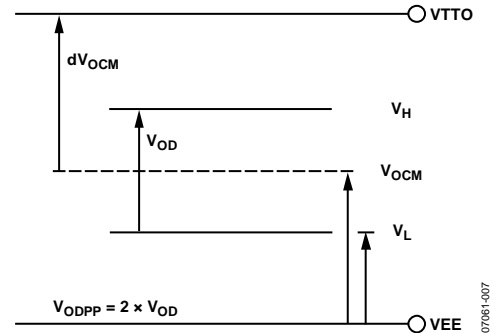 VTTO
dVOCM
VH
VOD
VOCM
VL
VODPP = 2 × VOD
VEE
07061-007